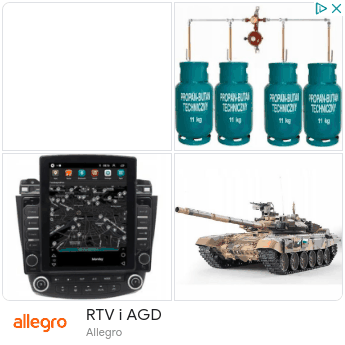 PROPAN-BUTAN
TECHNICZNY
11 kg
PROPAN-BUTAN
TECHNICZNY
11 kg
PROPAN-BUTAN
TECHNICZNY
11 kg
PROPAN-BUTAN
TECHNICZNY
11 kg
allegro
RTV i AGD
Allegro